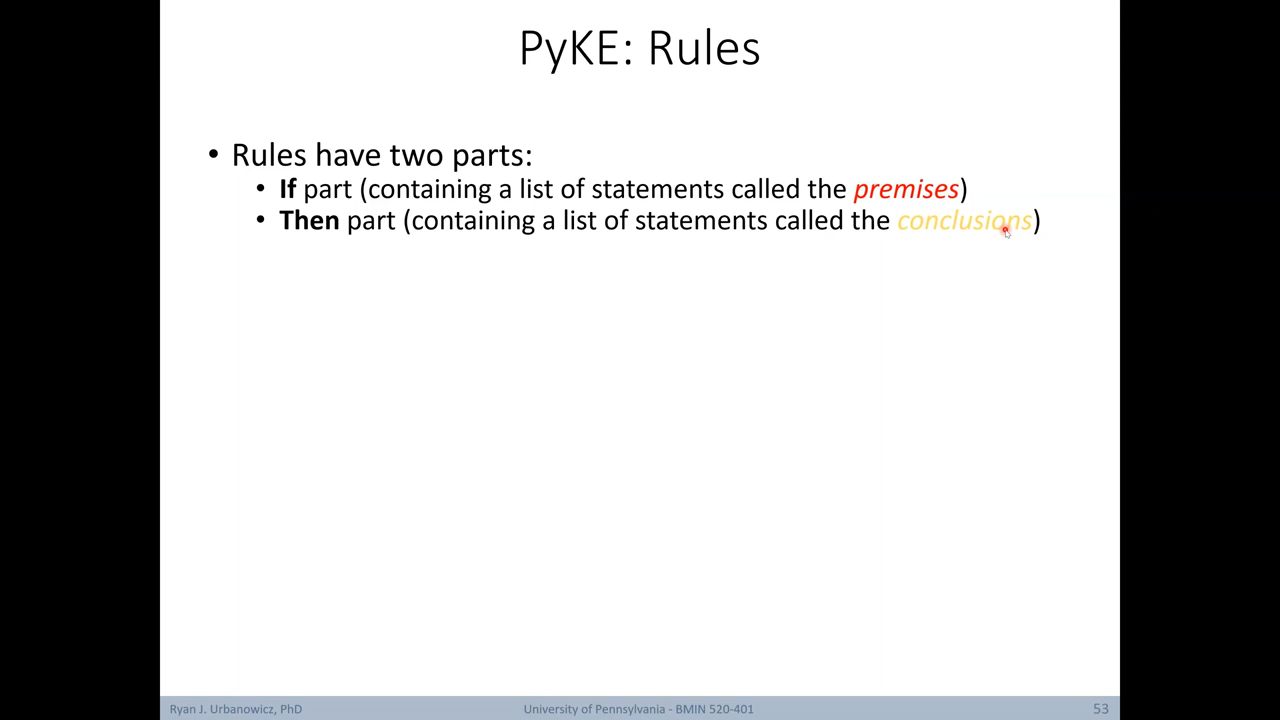 PyKE: Rules
• Rules have two parts:
• If part (containing a list of statements called the premises)
• Then part (containing a list of statements called the conclusions)
Ryan J. Urbanowicz, PhD
University of Pennsylvania - BMIN 520-401
53